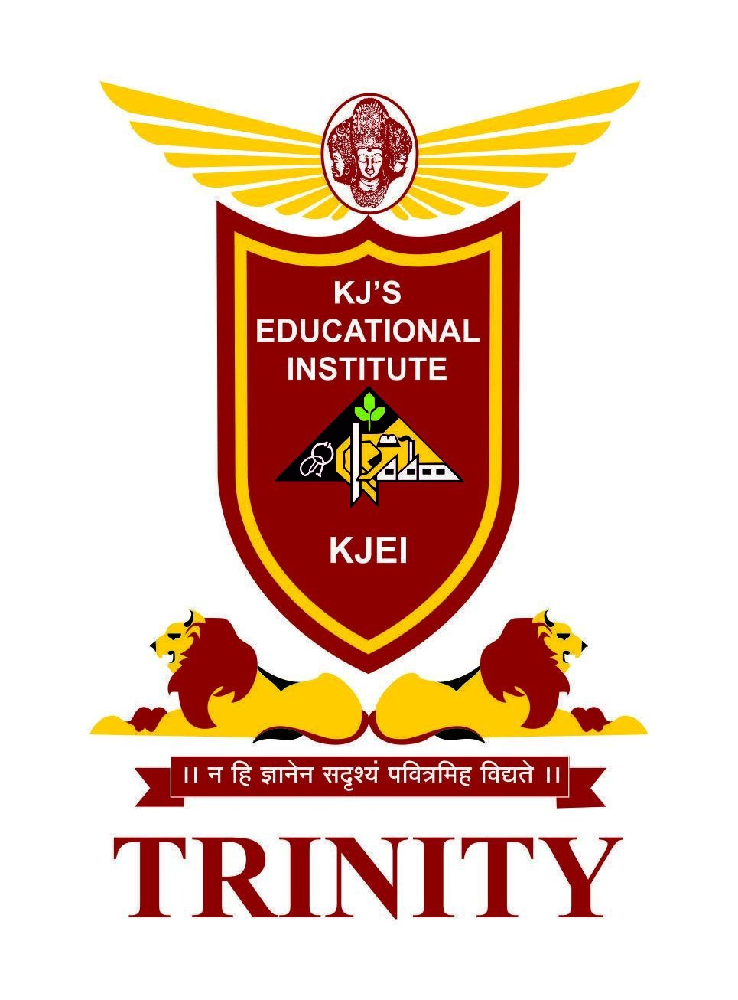 KJ'S
EDUCATIONAL
INSTITUTE
KJEI
।। न हि ज्ञानेन सदृश्यं पवित्रमिह विद्यते ।।
TRINITY